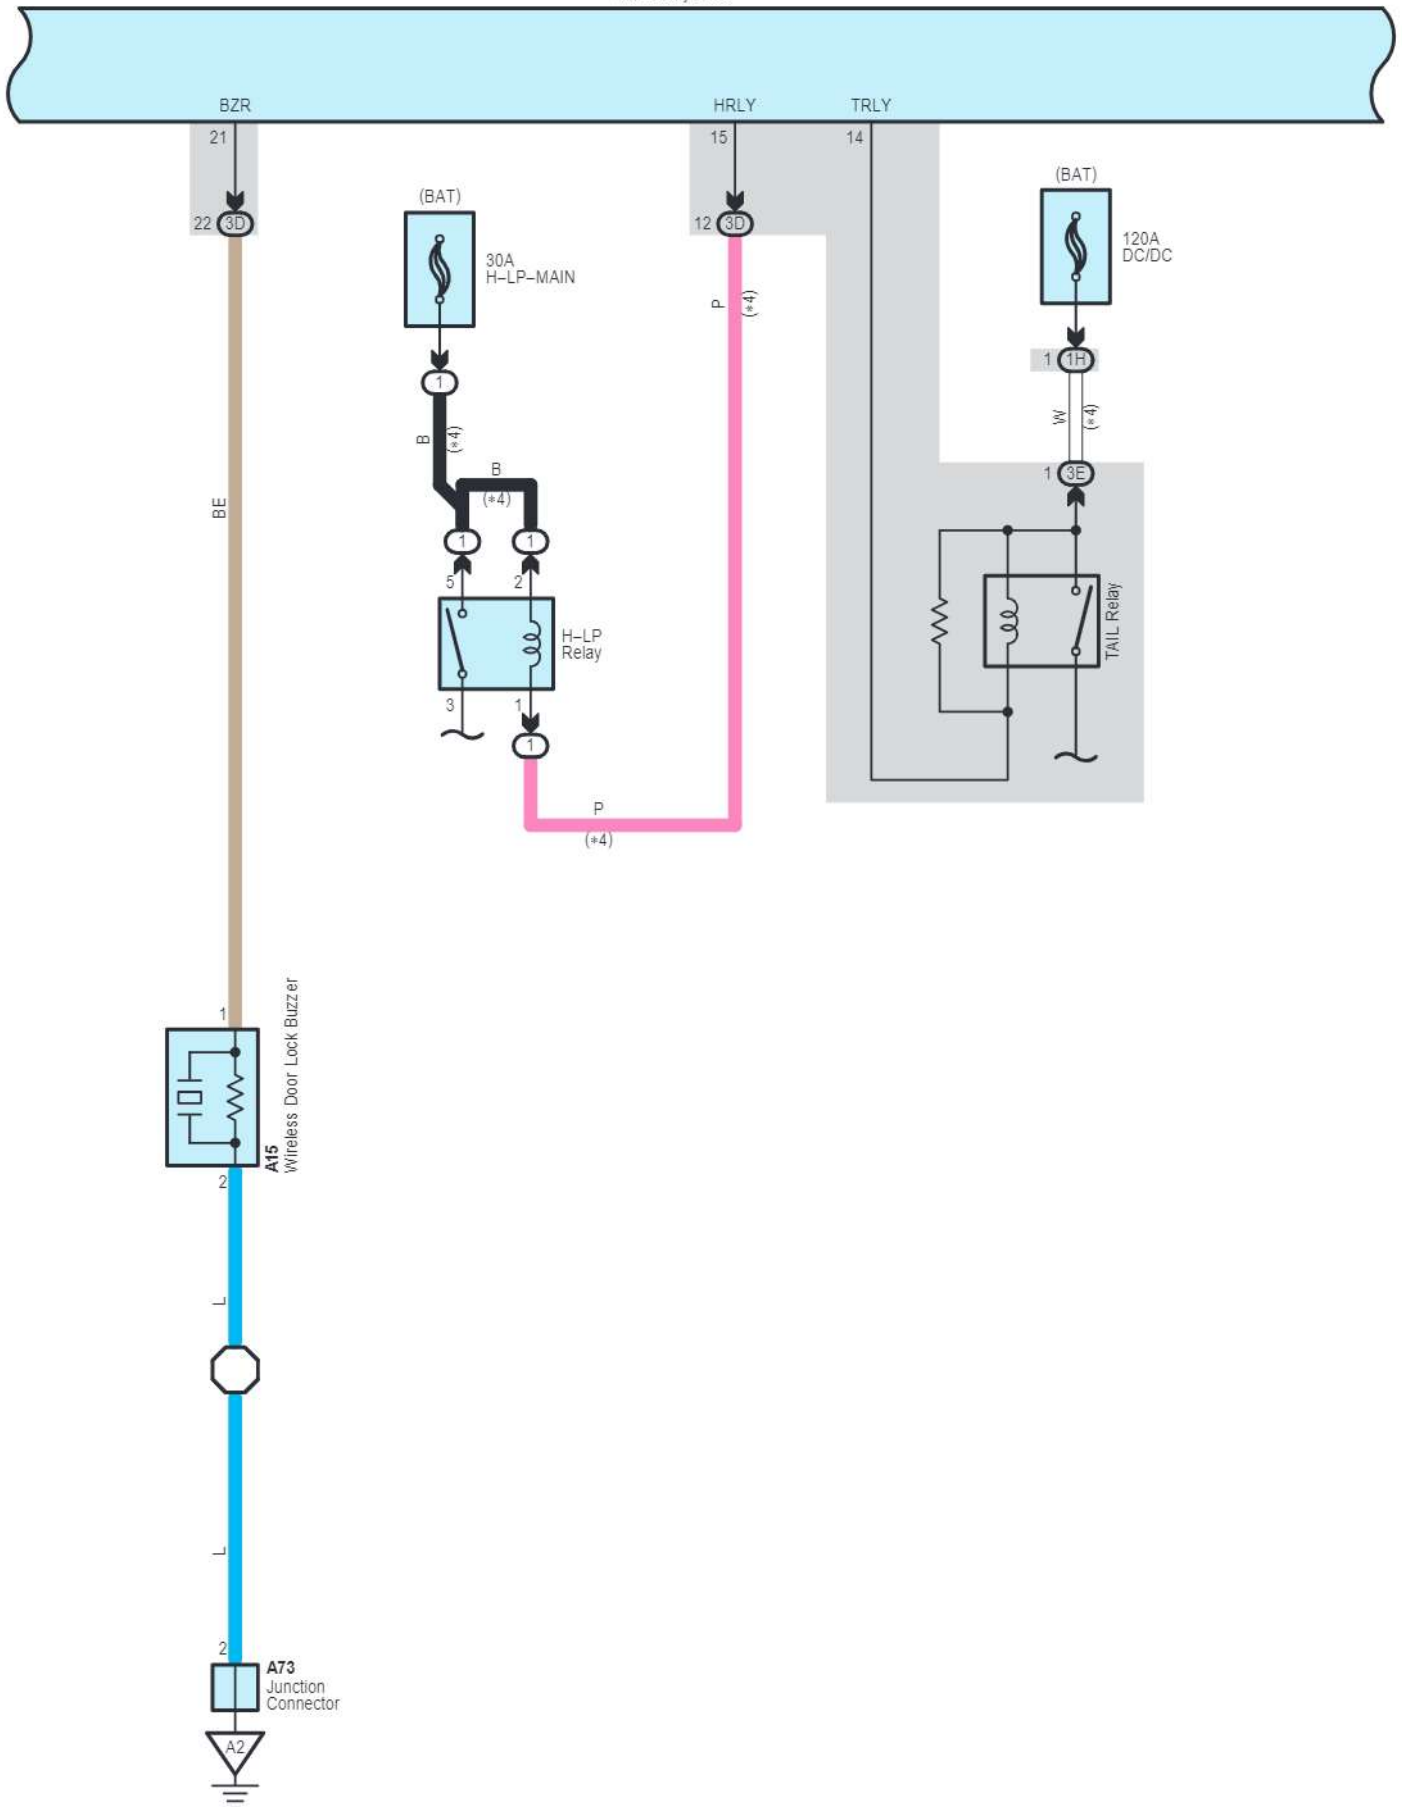 BZR
HRLY
TRLY
21
15
14
(BAT)
(BAT)
22
3D
12
3D
30A
H–LP–MAIN
120A
DC/DC
P
(*4)
1
1H
1
B
(*4)
W
(*4)
B
(*4)
1
3E
BE
1
1
5
2
H–LP
Relay
TAIL Relay
3
1
1
P
(*4)
1
A15
Wireless Door Lock Buzzer
2
L
L
2
A73
Junction
Connector
A2